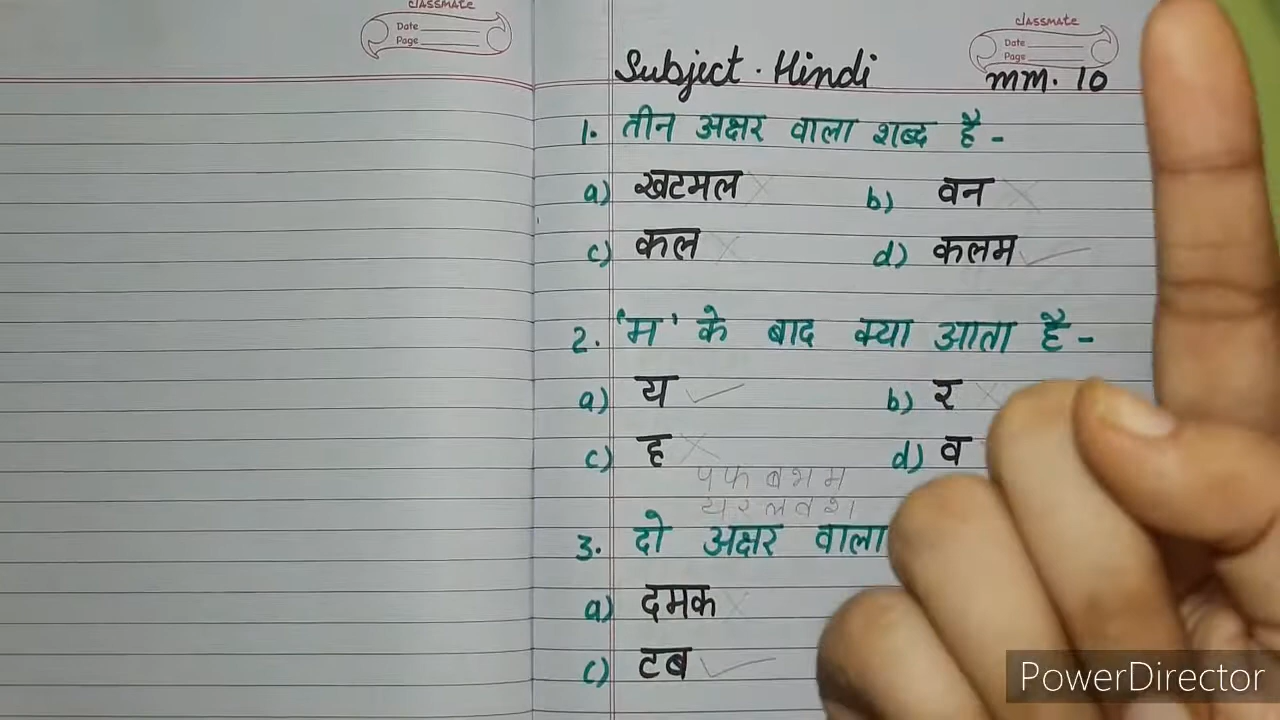 classmate
Date
Page
classmate
Date
Page
Subject. Hindi
MM. 10
1. तीन अक्षर वाला शब्द है -
a) खटमल b) वन
c) कल d) कलम
2. 'म' के बाद क्या आता है -
a) य b) र
c) ह d) व
प फ ब भ म
य र ल व श
3. दो अक्षर वाला
a) दमक
c) टब
PowerDirector